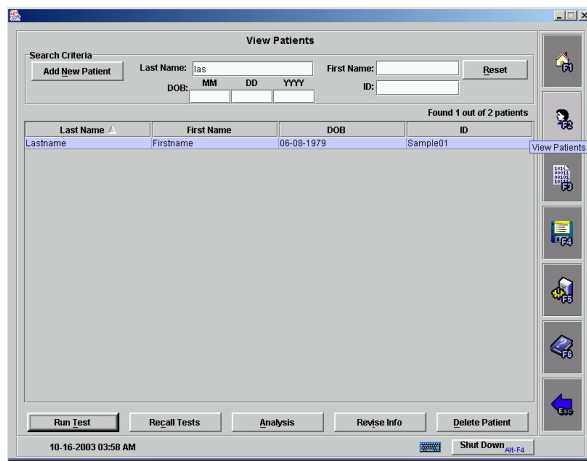 View Patients
Search Criteria
Add New Patient
Last Name: las
First Name:
Reset
DOB: MM DD YYYY
ID:
Found 1 out of 2 patients
Last Name First Name DOB ID
Lastname Firstname 06-08-1979 Sample01
F1
F2
View Patients
F3
F4
F5
F6
Esc
Run Test Recall Tests Analysis Revise Info Delete Patient
10-16-2003 03:58 AM
Shut Down Alt-F4